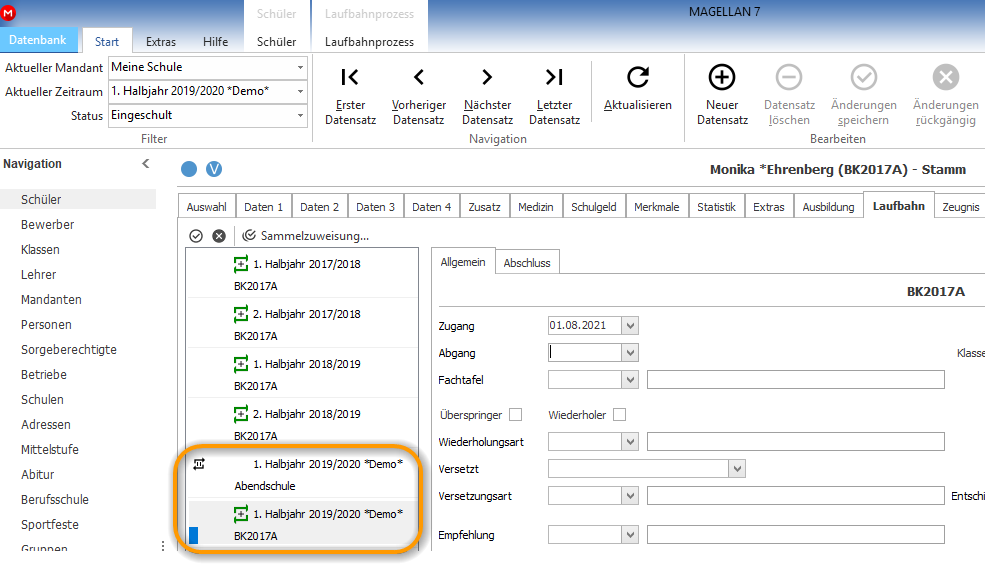 M
Schüler
Laufbahnprozess
MAGELLAN 7
Datenbank
Start
Extras
Hilfe
Schüler
Laufbahnprozess
Aktueller Mandant
Meine Schule
Aktueller Zeitraum
1. Halbjahr 2019/2020 *Demo*
Status
Eingeschult
Filter
Erster
Datensatz
Vorheriger
Datensatz
Nächster
Datensatz
Letzter
Datensatz
Navigation
Aktualisieren
Neuer
Datensatz
Datensatz
löschen
Änderungen
speichern
Änderungen
rückgängig
Bearbeiten
Navigation
Schüler
Bewerber
Klassen
Lehrer
Mandanten
Personen
Sorgeberechtigte
Betriebe
Schulen
Adressen
Mittelstufe
Abitur
Berufsschule
Sportfeste
Gruppen
V
Monika *Ehrenberg (BK2017A) - Stamm
Auswahl
Daten 1
Daten 2
Daten 3
Daten 4
Zusatz
Medizin
Schulgeld
Merkmale
Statistik
Extras
Ausbildung
Laufbahn
Zeugnis
Sammelzuweisung...
1. Halbjahr 2017/2018
BK2017A
2. Halbjahr 2017/2018
BK2017A
1. Halbjahr 2018/2019
BK2017A
2. Halbjahr 2018/2019
BK2017A
1. Halbjahr 2019/2020 *Demo*
Abendschule
1. Halbjahr 2019/2020 *Demo*
BK2017A
Allgemein
Abschluss
BK2017A
Zugang
01.08.2021
Abgang
Klasse
Fachtafel
Überspringer
Wiederholer
Wiederholungsart
Versetzt
Versetzungsart
Entschi
Empfehlung